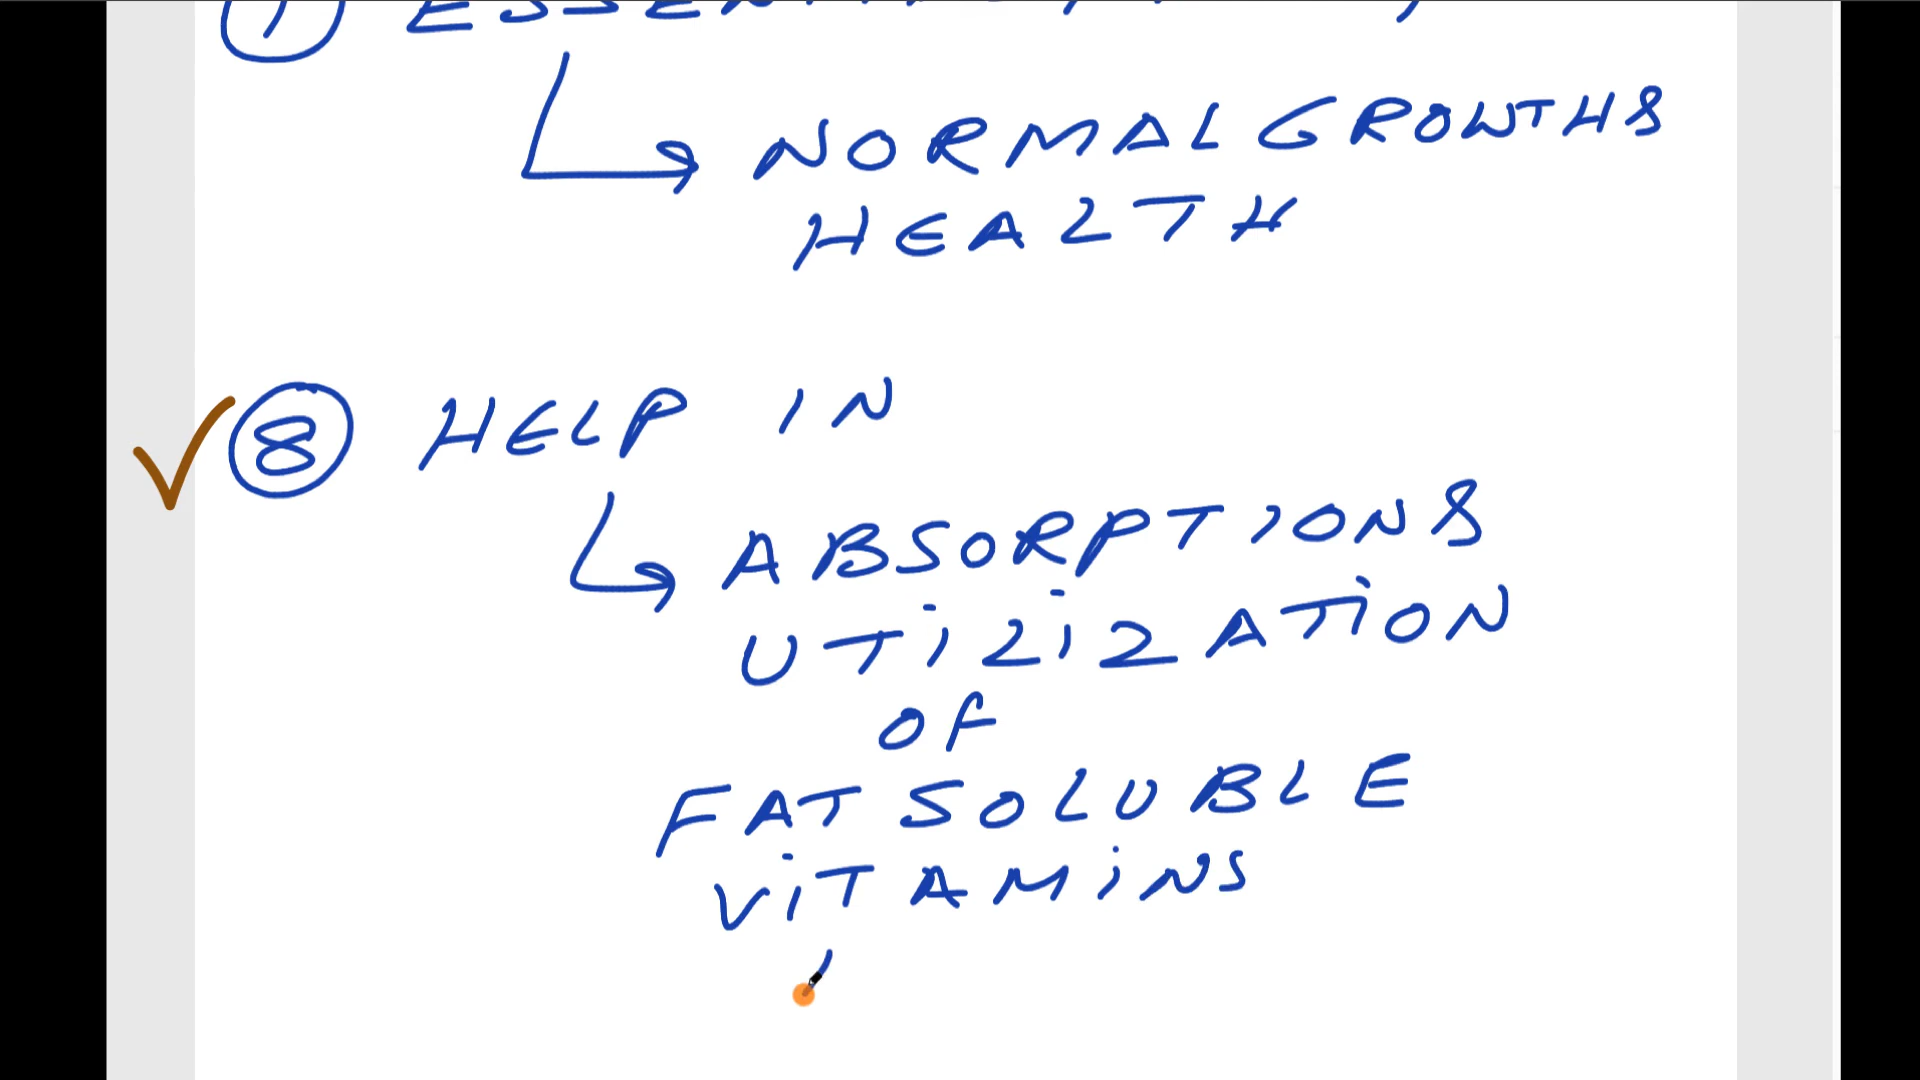 NORMAL GROWTH &
HEALTH
8 HELP IN
ABSORPTION &
UTILIZATION
OF
FAT SOLUBLE
VITAMINS